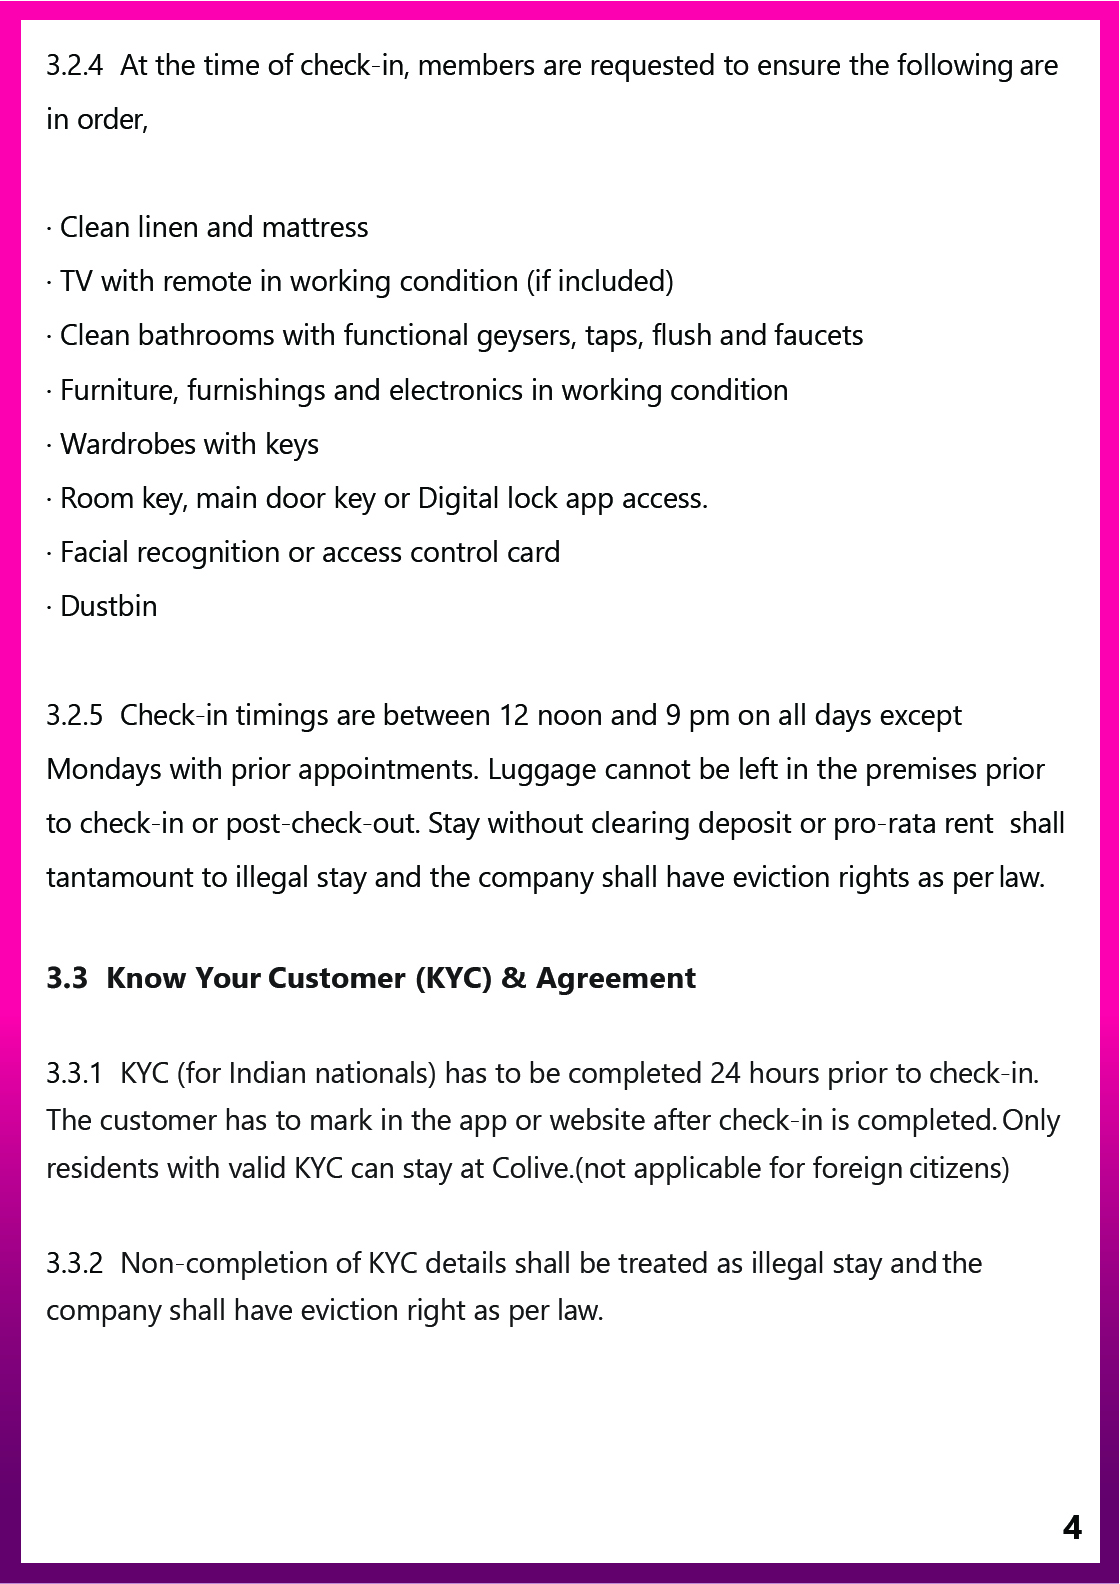 3.2.4 At the time of check-in, members are requested to ensure the following are
in order,
· Clean linen and mattress
· TV with remote in working condition (if included)
· Clean bathrooms with functional geysers, taps, flush and faucets
· Furniture, furnishings and electronics in working condition
· Wardrobes with keys
· Room key, main door key or Digital lock app access.
· Facial recognition or access control card
· Dustbin
3.2.5 Check-in timings are between 12 noon and 9 pm on all days except
Mondays with prior appointments. Luggage cannot be left in the premises prior
to check-in or post-check-out. Stay without clearing deposit or pro-rata rent shall
tantamount to illegal stay and the company shall have eviction rights as per law.
3.3 Know Your Customer (KYC) & Agreement
3.3.1 KYC (for Indian nationals) has to be completed 24 hours prior to check-in.
The customer has to mark in the app or website after check-in is completed. Only
residents with valid KYC can stay at Colive.(not applicable for foreign citizens)
3.3.2 Non-completion of KYC details shall be treated as illegal stay and the
company shall have eviction right as per law.
4